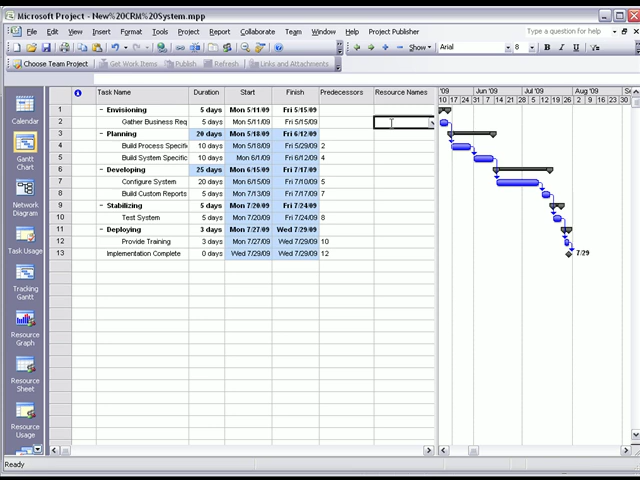 Microsoft Project - New%20CRM%20System.mpp
File Edit View Insert Format Tools Project Report Collaborate Team Window Help Project Publisher
Type a question for help
Show Arial 8 B I U
Choose Team Project Get Work Items Publish Refresh Links and Attachments
Task Name Duration Start Finish Predecessors Resource Names
'09 Jun '09 Jul '09 Aug '09 Se
10 17 24 31 7 14 21 28 5 12 19 26 2 9 16 23 30
1 Envisioning 5 days Mon 5/11/09 Fri 5/15/09
2 Gather Business Req 5 days Mon 5/11/09 Fri 5/15/09
3 Planning 20 days Mon 5/18/09 Fri 6/12/09
4 Build Process Specific 10 days Mon 5/18/09 Fri 5/29/09 2
5 Build System Specific 10 days Mon 6/1/09 Fri 6/12/09 4
6 Developing 25 days Mon 6/15/09 Fri 7/17/09
7 Configure System 20 days Mon 6/15/09 Fri 7/10/09 5
8 Build Custom Reports 5 days Mon 7/13/09 Fri 7/17/09 7
9 Stabilizing 5 days Mon 7/20/09 Fri 7/24/09
10 Test System 5 days Mon 7/20/09 Fri 7/24/09 8
11 Deploying 3 days Mon 7/27/09 Wed 7/29/09
12 Provide Training 3 days Mon 7/27/09 Wed 7/29/09 10
13 Implementation Complete 0 days Wed 7/29/09 Wed 7/29/09 12
7/29
Calendar
Gantt Chart
Network Diagram
Task Usage
Tracking Gantt
Resource Graph
Resource Sheet
Resource Usage
Ready